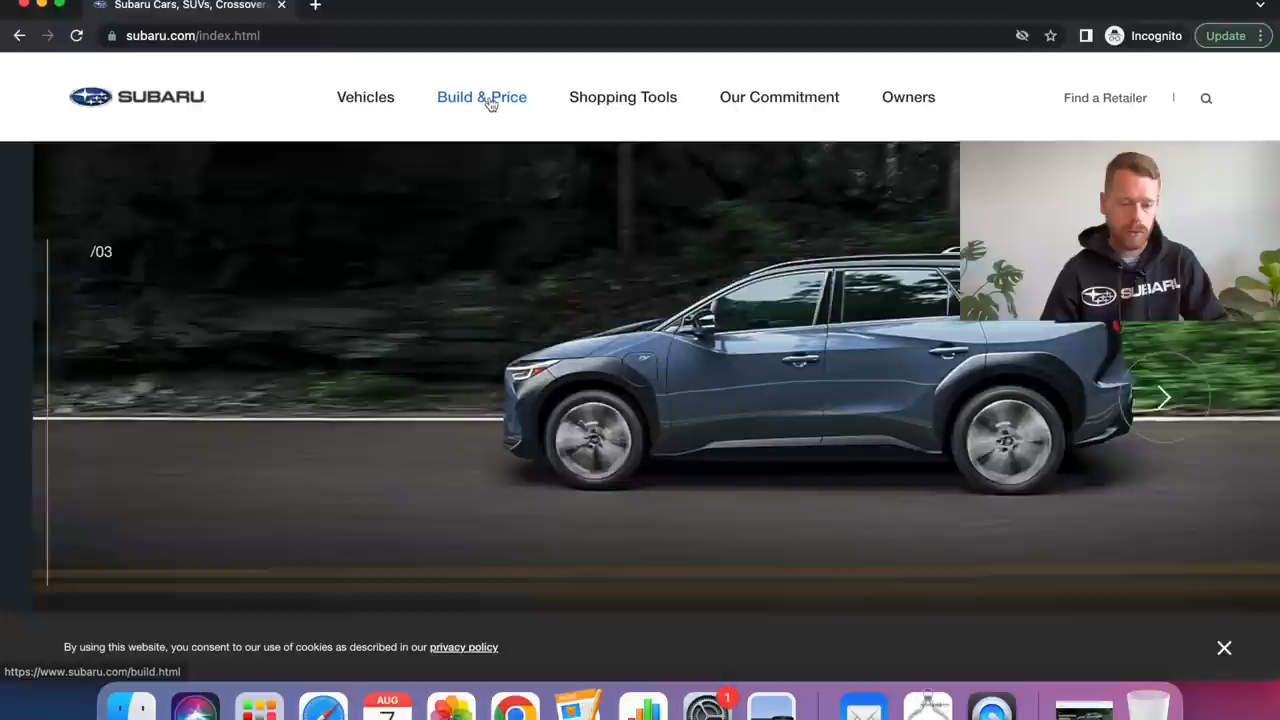 Subaru Cars, SUVs, Crossover
subaru.com/index.html
Incognito
Update
SUBARU
Vehicles
Build & Price
Shopping Tools
Our Commitment
Owners
Find a Retailer
/03
SUBARU
By using this website, you consent to our use of cookies as described in our privacy policy
https://www.subaru.com/build.html
AUG
7
1